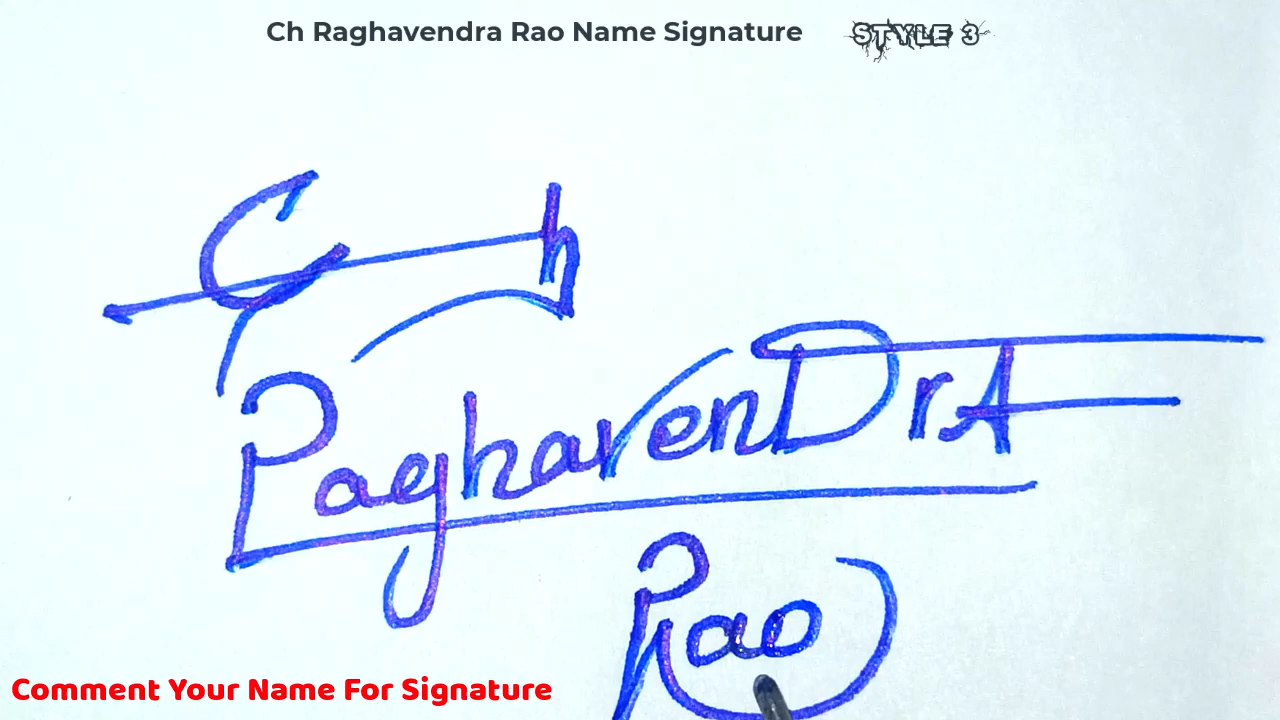 Ch Raghavendra Rao Name Signature STYLE 3
Ch
RaghavenDrA
Rao
Comment Your Name For Signature